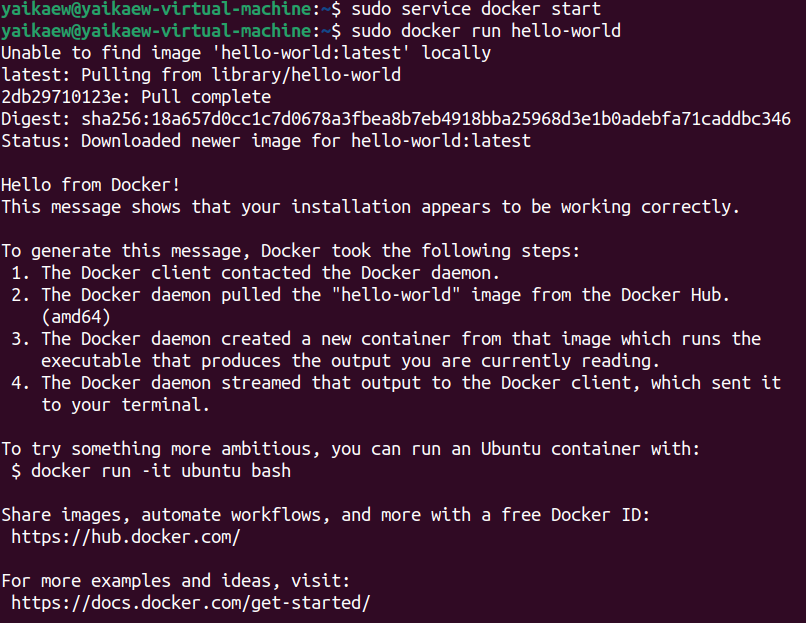 yaikaew@yaikaew-virtual-machine:~$ sudo service docker start
yaikaew@yaikaew-virtual-machine:~$ sudo docker run hello-world
Unable to find image 'hello-world:latest' locally
latest: Pulling from library/hello-world
2db29710123e: Pull complete
Digest: sha256:18a657d0cc1c7d0678a3fbea8b7eb4918bba25968d3e1b0adebfa71caddbc346
Status: Downloaded newer image for hello-world:latest

Hello from Docker!
This message shows that your installation appears to be working correctly.

To generate this message, Docker took the following steps:
 1. The Docker client contacted the Docker daemon.
 2. The Docker daemon pulled the "hello-world" image from the Docker Hub.
    (amd64)
 3. The Docker daemon created a new container from that image which runs the
    executable that produces the output you are currently reading.
 4. The Docker daemon streamed that output to the Docker client, which sent it
    to your terminal.

To try something more ambitious, you can run an Ubuntu container with:
 $ docker run -it ubuntu bash

Share images, automate workflows, and more with a free Docker ID:
 https://hub.docker.com/

For more examples and ideas, visit:
 https://docs.docker.com/get-started/